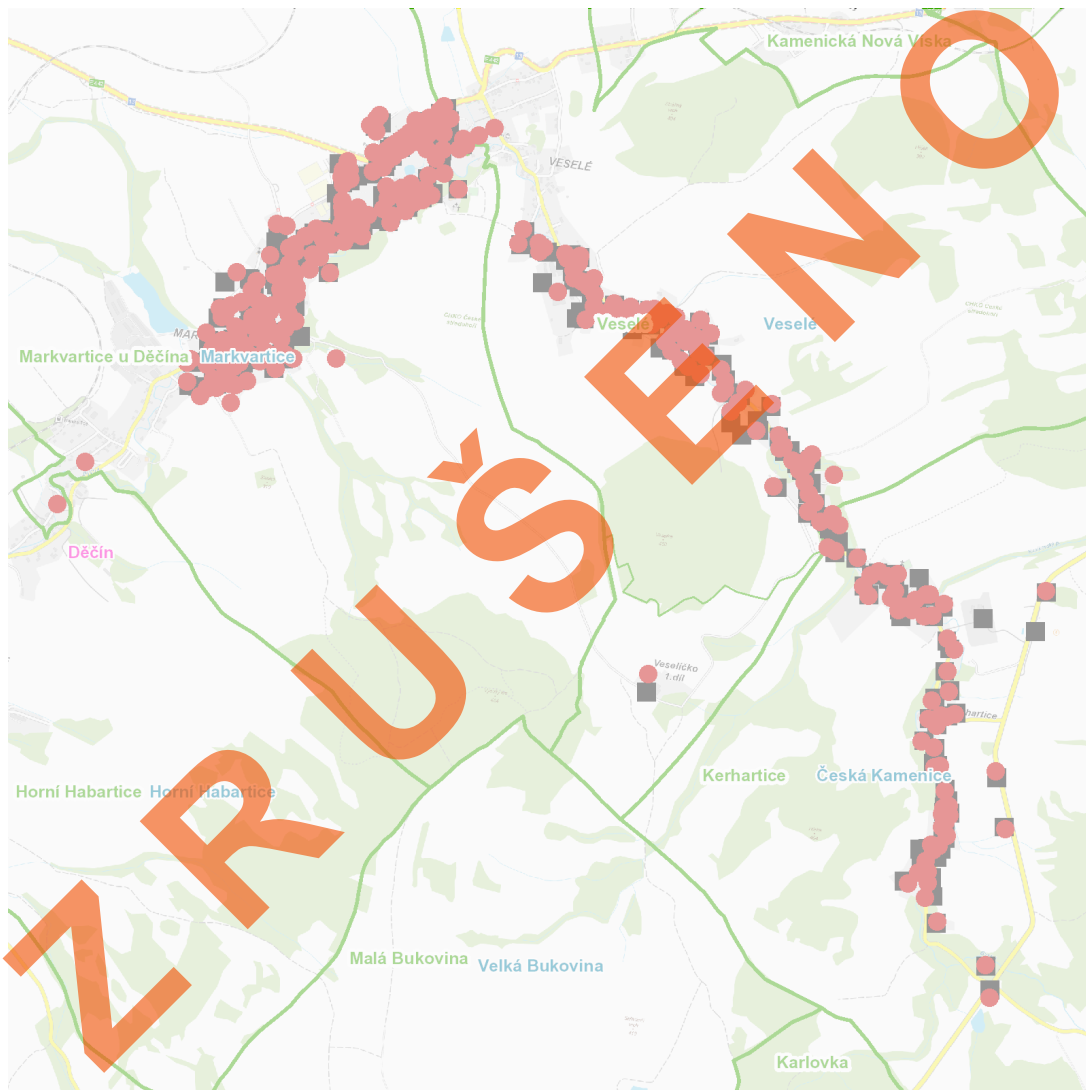 Kamenická Nová Víska
VESELÉ
Veselé
Veselé
Markvartice u Děčína
Markvartice
Děčín
Veselíčko
1.díl
Kerhartice
Česká Kamenice
Horní Habartice
Horní Habartice
Malá Bukovina
Velká Bukovina
Karlovka
ZRUŠENO